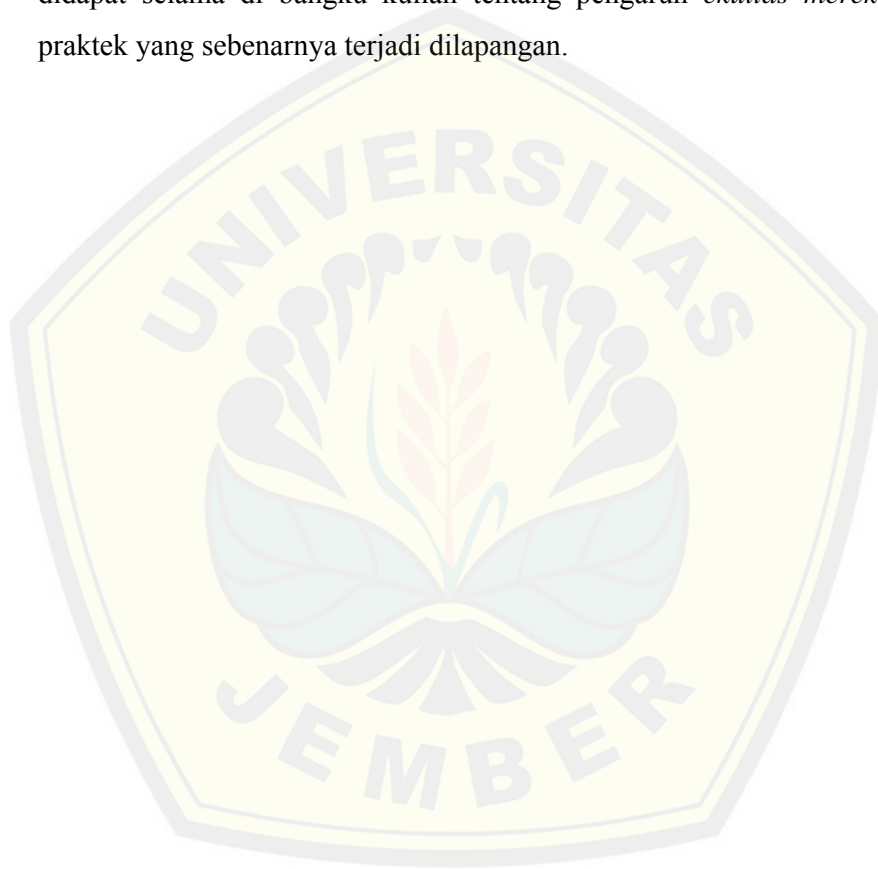 didapat selama di bangku kuliah tentang pengaruh ekuitas merek
praktek yang sebenarnya terjadi dilapangan.
UNIVERSITAS
JEMBER